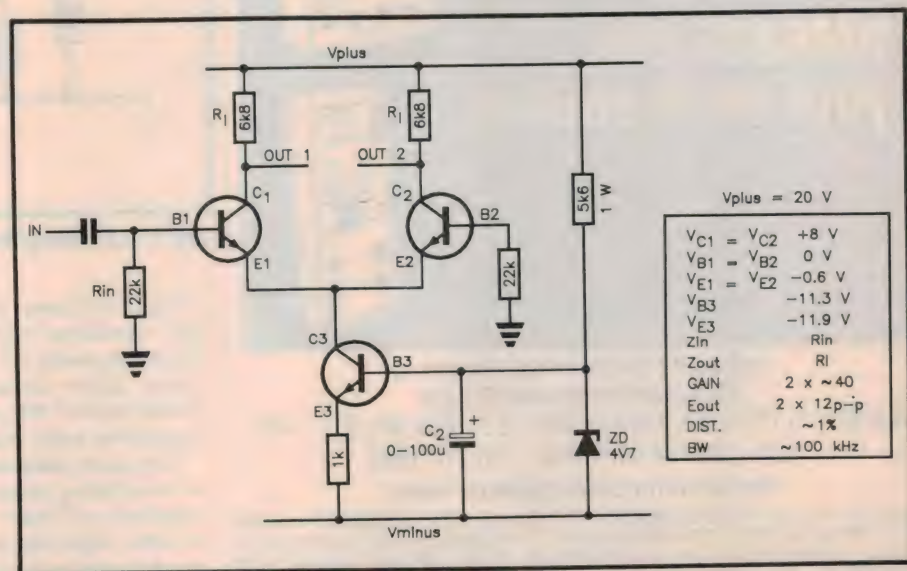 Vplus
RI
6k8
RI
6k8
OUT 1
OUT 2
5k6
1 W
C1
C2
IN
B1
B2
E1
E2
Rin
22k
22k
C3
B3
E3
1k
C2
0-100u
+
ZD
4V7
Vminus
Vplus = 20 V
VC1 = VC2 +8 V
VB1 = VB2 0 V
VE1 = VE2 -0.6 V
VB3 -11.3 V
VE3 -11.9 V
Zin Rin
Zout RI
GAIN 2 x ~40
Eout 2 x 12p-p
DIST. ~1%
BW ~100 kHz